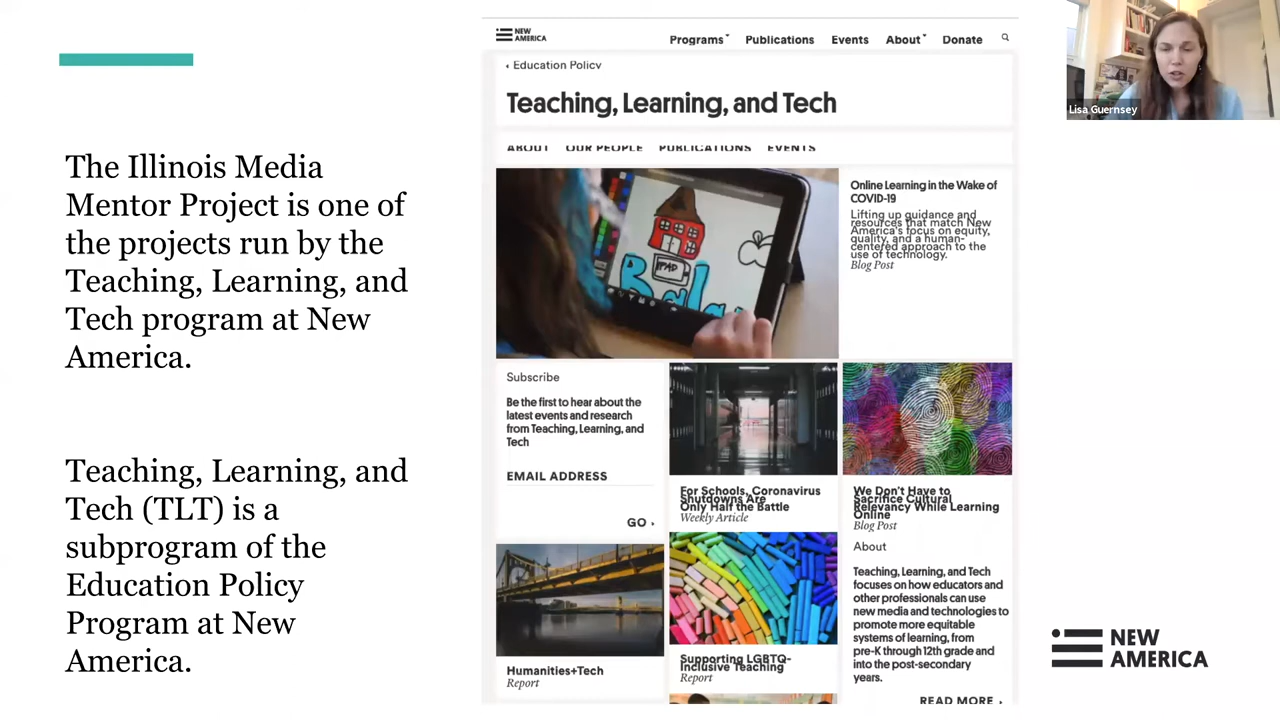 The Illinois Media
Mentor Project is one of
the projects run by the
Teaching, Learning, and
Tech program at New
America.
Teaching, Learning, and
Tech (TLT) is a
subprogram of the
Education Policy
Program at New
America.
NEW
AMERICA
Programs Publications Events About Donate
Education Policy
Teaching, Learning, and Tech
ABOUT OUR PEOPLE PUBLICATIONS EVENTS
IPAD
Online Learning in the Wake of
COVID-19
Lifting up guidance and
resources that match New
America's focus on equity,
quality, and a human-
centered approach to the
use of technology.
Blog Post
Subscribe
Be the first to hear about the
latest events and research
from Teaching, Learning, and
Tech
EMAIL ADDRESS
GO
For Schools, Coronavirus
Shutdowns Are
Only Half the Battle
Weekly Article
We Don't Have to
Sacrifice Cultural
Relevancy While Learning
Online
Blog Post
Humanities+Tech
Report
Supporting LGBTQ-
Inclusive Teaching
Report
About
Teaching, Learning, and Tech
focuses on how educators and
other professionals can use
new media and technologies to
promote more equitable
systems of learning, from
pre-K through 12th grade and
into the post-secondary
years.
READ MORE
Lisa Guernsey
NEW
AMERICA